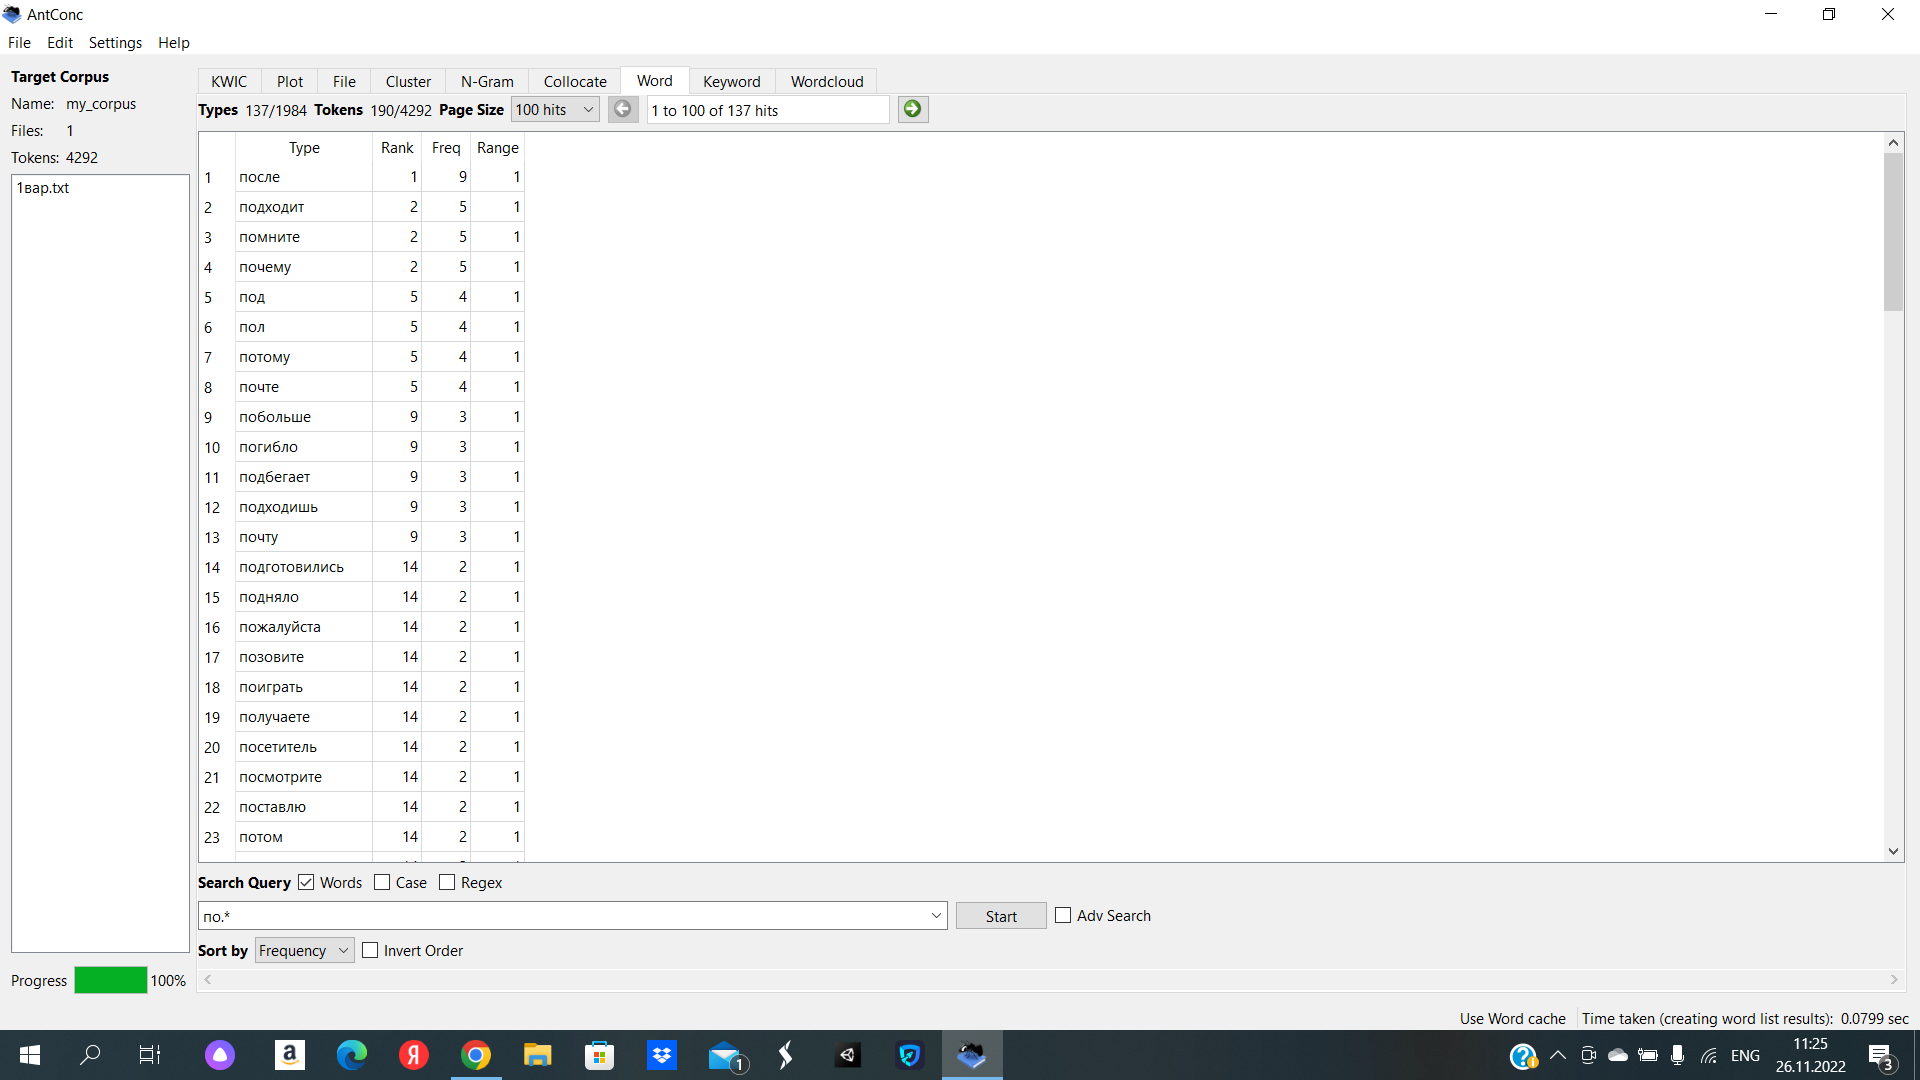 AntConc
File Edit Settings Help
Target Corpus
Name: my_corpus
Files: 1
Tokens: 4292
1вар.txt
Progress 100%
KWIC Plot File Cluster N-Gram Collocate Word Keyword Wordcloud
Types 137/1984 Tokens 190/4292 Page Size 100 hits 1 to 100 of 137 hits
Type Rank Freq Range
1 после 1 9 1
2 подходит 2 5 1
3 помните 2 5 1
4 почему 2 5 1
5 под 5 4 1
6 пол 5 4 1
7 потому 5 4 1
8 почте 5 4 1
9 побольше 9 3 1
10 погибло 9 3 1
11 подбегает 9 3 1
12 подходишь 9 3 1
13 почту 9 3 1
14 подготовились 14 2 1
15 подняло 14 2 1
16 пожалуйста 14 2 1
17 позовите 14 2 1
18 поиграть 14 2 1
19 получаете 14 2 1
20 посетитель 14 2 1
21 посмотрите 14 2 1
22 поставлю 14 2 1
23 потом 14 2 1
Search Query Words Case Regex
по.* Start Adv Search
Sort by Frequency Invert Order
Use Word cache Time taken (creating word list results): 0.0799 sec
a Я 1 ENG 11:25
26.11.2022 3